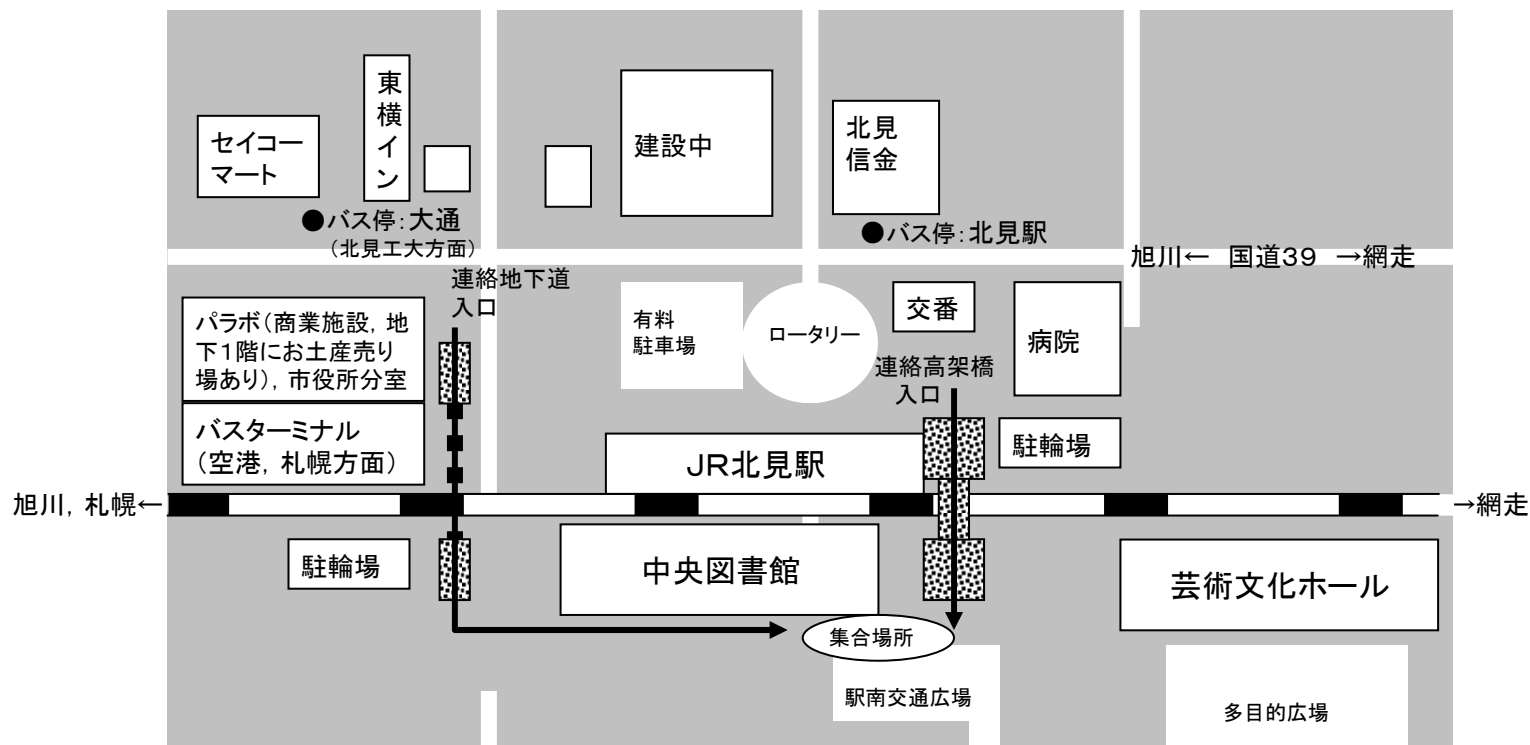 東横イン
セイコー
マート
建設中
北見
信金
●バス停：大通
（北見工大方面）
●バス停：北見駅
旭川← 国道３９ →網走
連絡地下道
入口
パラボ（商業施設，地
下１階にお土産売り
場あり），市役所分室
有料
駐車場
ロータリー
交番
病院
連絡高架橋
入口
バスターミナル
（空港，札幌方面）
ＪＲ北見駅
駐輪場
旭川，札幌←
→網走
駐輪場
中央図書館
芸術文化ホール
集合場所
駅南交通広場
多目的広場